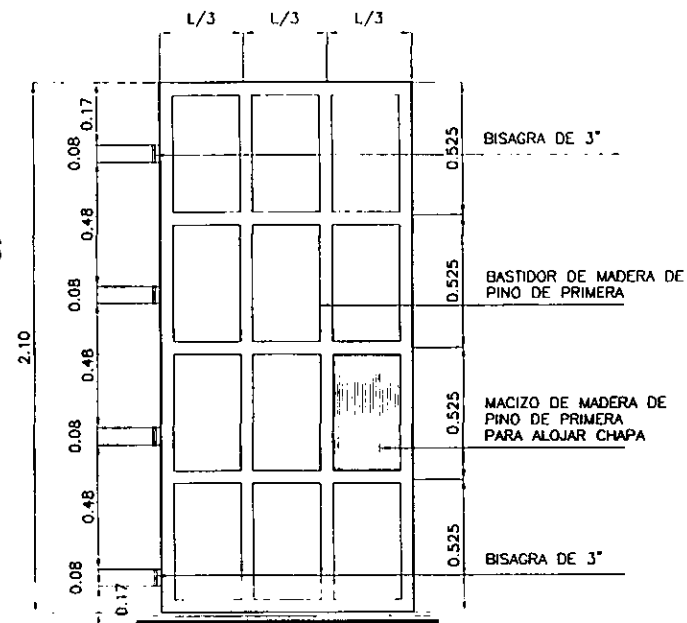 L/3 L/3 L/3
0.17
0.08
0.48
0.08
0.48
0.08
0.48
0.08
0.17
2.10
0.525
0.525
0.525
0.525
BISAGRA DE 3"
BASTIDOR DE MADERA DE
PINO DE PRIMERA
MACIZO DE MADERA DE
PINO DE PRIMERA
PARA ALOJAR CHAPA
BISAGRA DE 3"